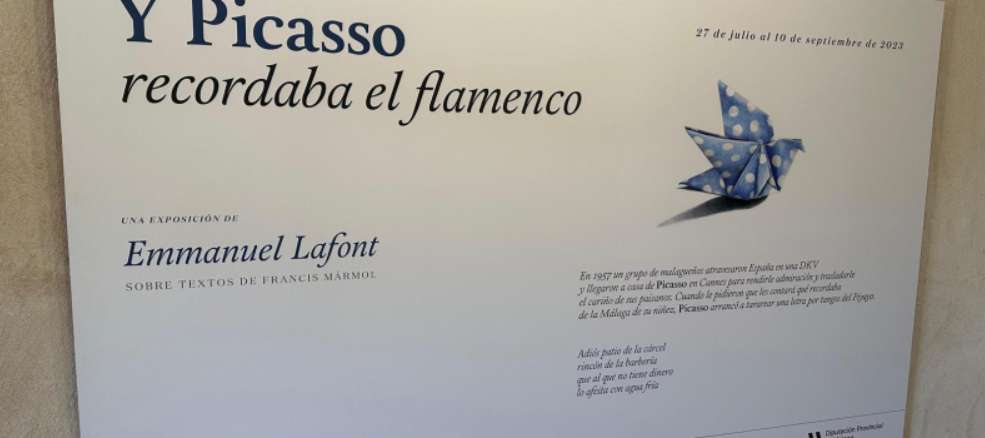 Y Picasso
recordaba el flamenco
27 de julio al 10 de septiembre de 2023
UNA EXPOSICIÓN DE
Emmanuel Lafont
SOBRE TEXTOS DE FRANCIS MÁRMOL
En 1957 un grupo de malagueños atravesaron España en una DKV
y llegaron a casa de Picasso en Cannes para rendirle admiración y trasladarle
el cariño de sus paisanos. Cuando le pidieron que les contará qué recordaba
de la Málaga de su niñez, Picasso arrancó a tararear una letra por tangos del Piyayo.
Adiós patio de la cárcel
rincón de la barbería
que al que no tiene dinero
lo afeita con agua fría
Diputación Provincial